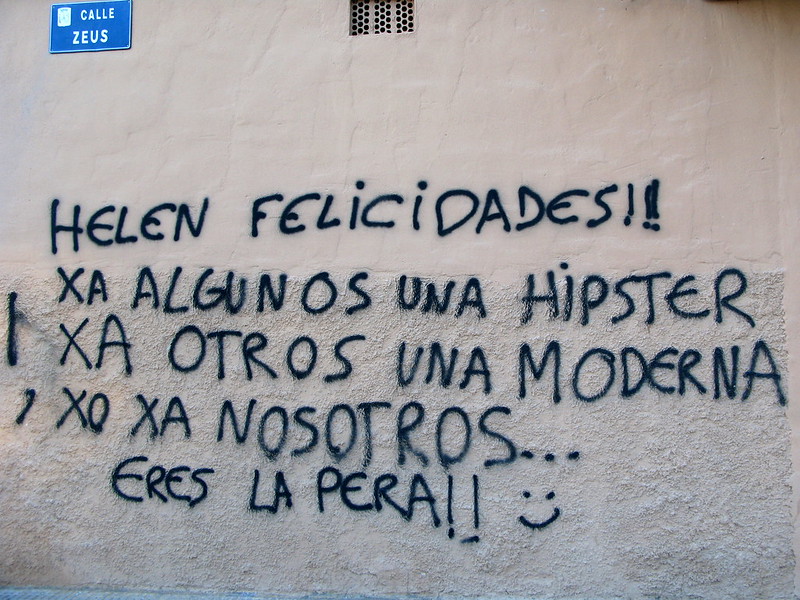 CALLE
ZEUS
HELEN FELICIDADES!!!
XA ALGUNOS UNA HIPSTER
XA OTROS UNA MODERNA
, XO XA NOSOTROS...
ERES LA PERA!! :)